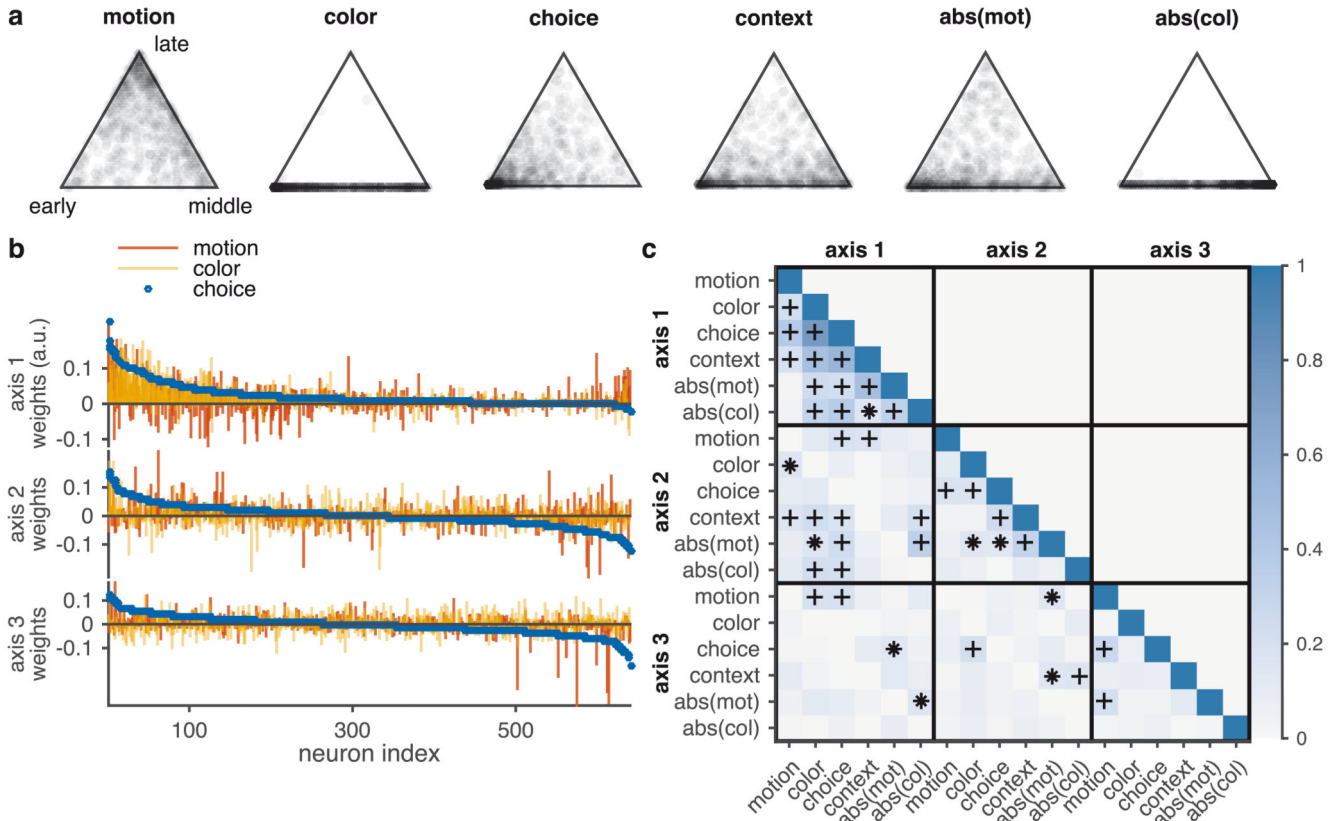 a
motion
color
choice
context
abs(mot)
abs(col)
late
early
middle
b
motion
color
choice
axis 1
weights (a.u.)
0.1
0
-0.1
axis 2
weights
0.1
0
-0.1
axis 3
weights
0.1
0
-0.1
100
300
500
neuron index
c
axis 1
axis 2
axis 3
axis 1
motion
color
choice
context
abs(mot)
abs(col)
axis 2
motion
color
choice
context
abs(mot)
abs(col)
axis 3
motion
color
choice
context
abs(mot)
abs(col)
motion
color
choice
context
abs(mot)
abs(col)
motion
color
choice
context
abs(mot)
abs(col)
motion
color
choice
context
abs(mot)
abs(col)
1
0.8
0.6
0.4
0.2
0